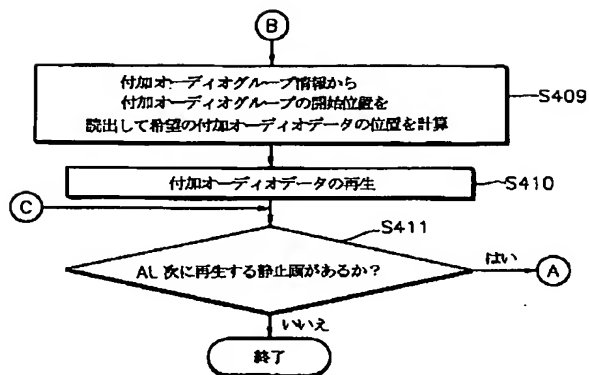 B
付加オーディオグループ情報から
付加オーディオグループの開始位置を
読出して希望の付加オーディオデータの位置を計算
S409
付加オーディオデータの再生
S410
C
S411
次に再生する静止画があるか?
はい
A
いいえ
終了